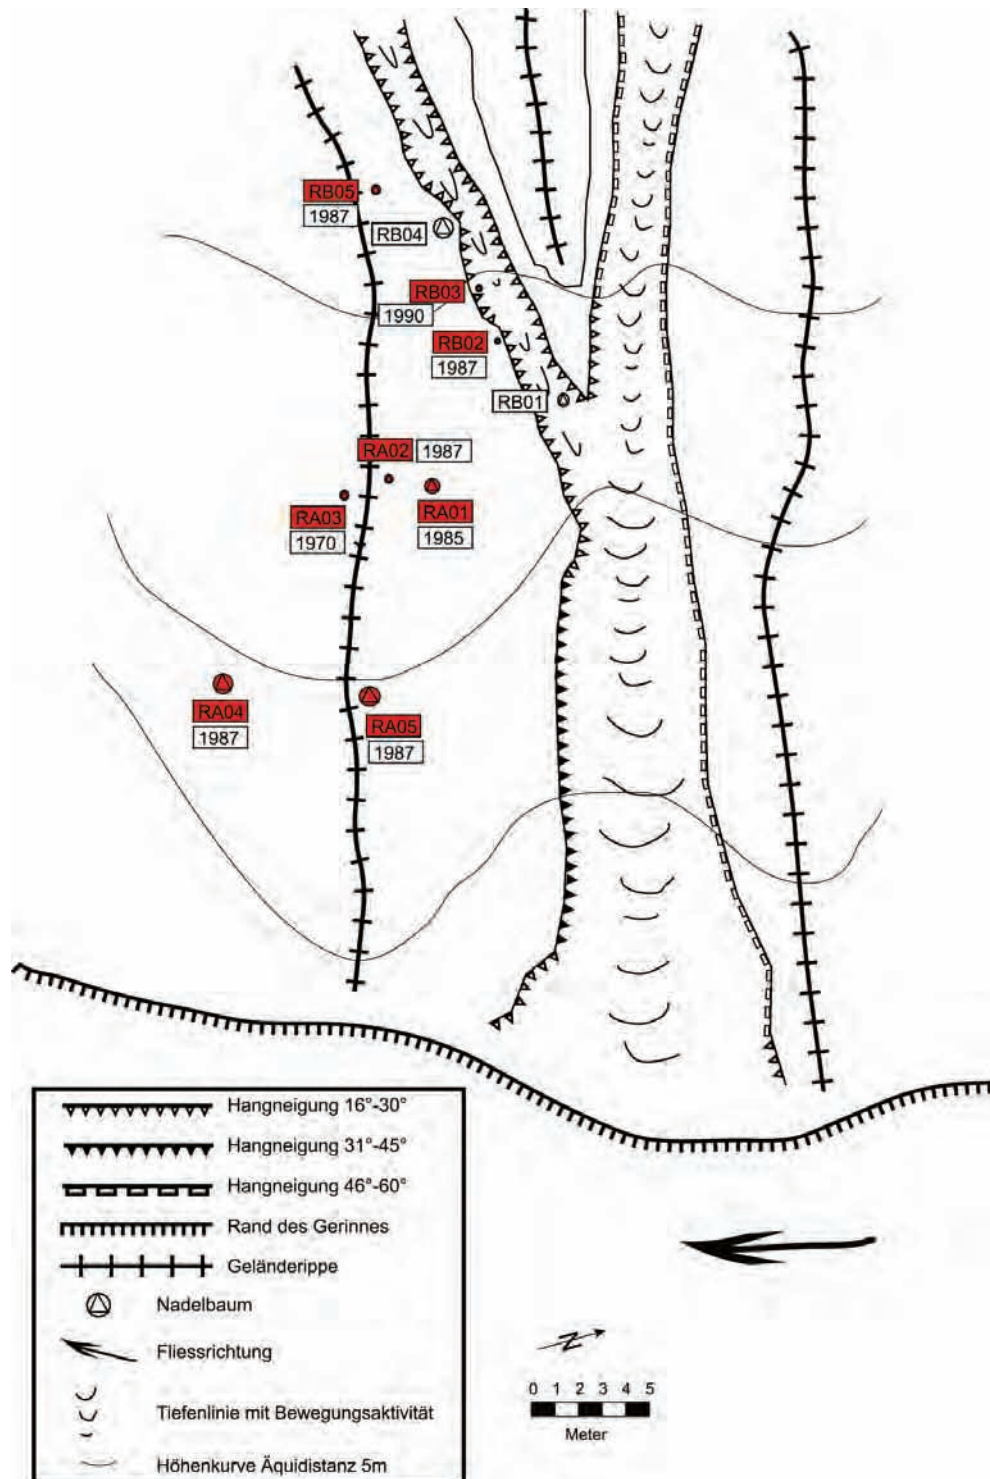 RB05
1987
RB04
RB03
1990
RB02
1987
RB01
RA02 1987
RA03
1970
RA01
1985
RA04
1987
RA05
1987
Hangneigung 16°-30°
Hangneigung 31°-45°
Hangneigung 46°-60°
Rand des Gerinnes
Geländerippe
Nadelbaum
Fliessrichtung
Tiefenlinie mit Bewegungsaktivität
Höhenkurve Äquidistanz 5m
N
0 1 2 3 4 5
Meter